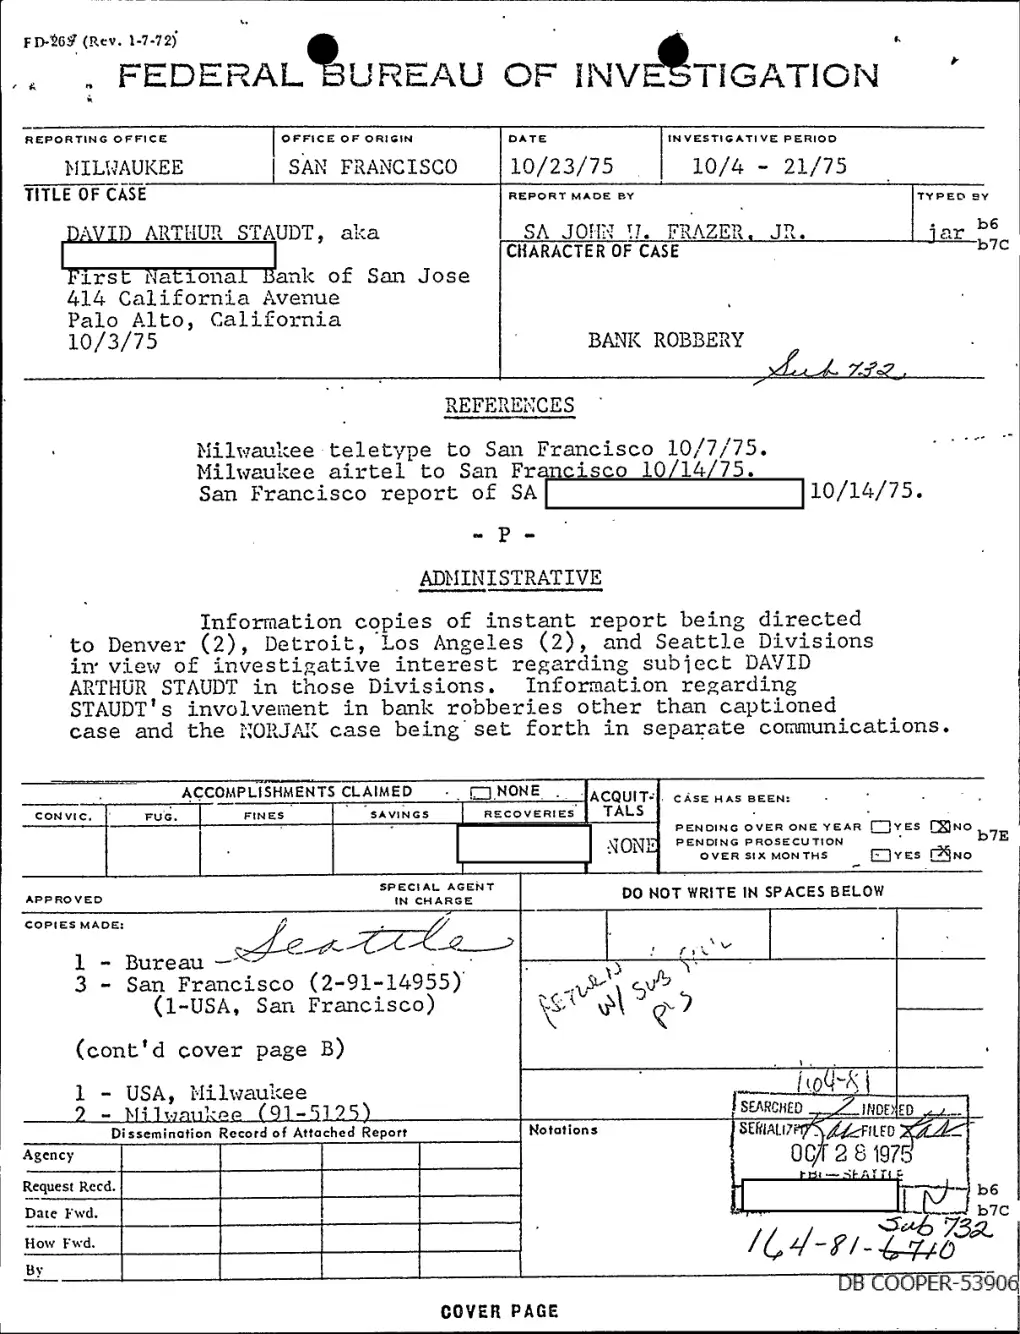 FD-263 (Rev. 1-7-72)
FEDERAL BUREAU OF INVESTIGATION
REPORTING OFFICE OFFICE OF ORIGIN DATE INVESTIGATIVE PERIOD
MILWAUKEE SAN FRANCISCO 10/23/75 10/4 - 21/75
TITLE OF CASE REPORT MADE BY TYPED BY
DAVID ARTHUR STAUDT, aka SA JOHN W. FRAZER, JR. jar b6
b7C
CHARACTER OF CASE
First National Bank of San Jose
414 California Avenue
Palo Alto, California
10/3/75 BANK ROBBERY
Sub 732
REFERENCES
Milwaukee teletype to San Francisco 10/7/75.
Milwaukee airtel to San Francisco 10/14/75.
San Francisco report of SA 10/14/75.
- P -
ADMINISTRATIVE
Information copies of instant report being directed
to Denver (2), Detroit, Los Angeles (2), and Seattle Divisions
in view of investigative interest regarding subject DAVID
ARTHUR STAUDT in those Divisions. Information regarding
STAUDT's involvement in bank robberies other than captioned
case and the NORJAK case being set forth in separate communications.
ACCOMPLISHMENTS CLAIMED NONE ACQUIT- TALS CASE HAS BEEN:
CONVIC. FUG. FINES SAVINGS RECOVERIES
NONE
PENDING OVER ONE YEAR YES X NO b7E
PENDING PROSECUTION
OVER SIX MONTHS YES X NO
APPROVED SPECIAL AGENT
IN CHARGE DO NOT WRITE IN SPACES BELOW
COPIES MADE:
Seattle
1 - Bureau
3 - San Francisco (2-91-14955)
(1-USA, San Francisco)
(cont'd cover page B)
1 - USA, Milwaukee
2 - Milwaukee (91-5125)
RETURN
W/ SUB FILE
PLS
164-81
SEARCHED INDEXED
SERIALIZED FILED
OCT 28 1975
FBI - SEATTLE
b6
b7C
Sub 732
164-81-6710
Dissemination Record of Attached Report Notations
Agency
Request Recd.
Date Fwd.
How Fwd.
By
DB COOPER-53906
COVER PAGE